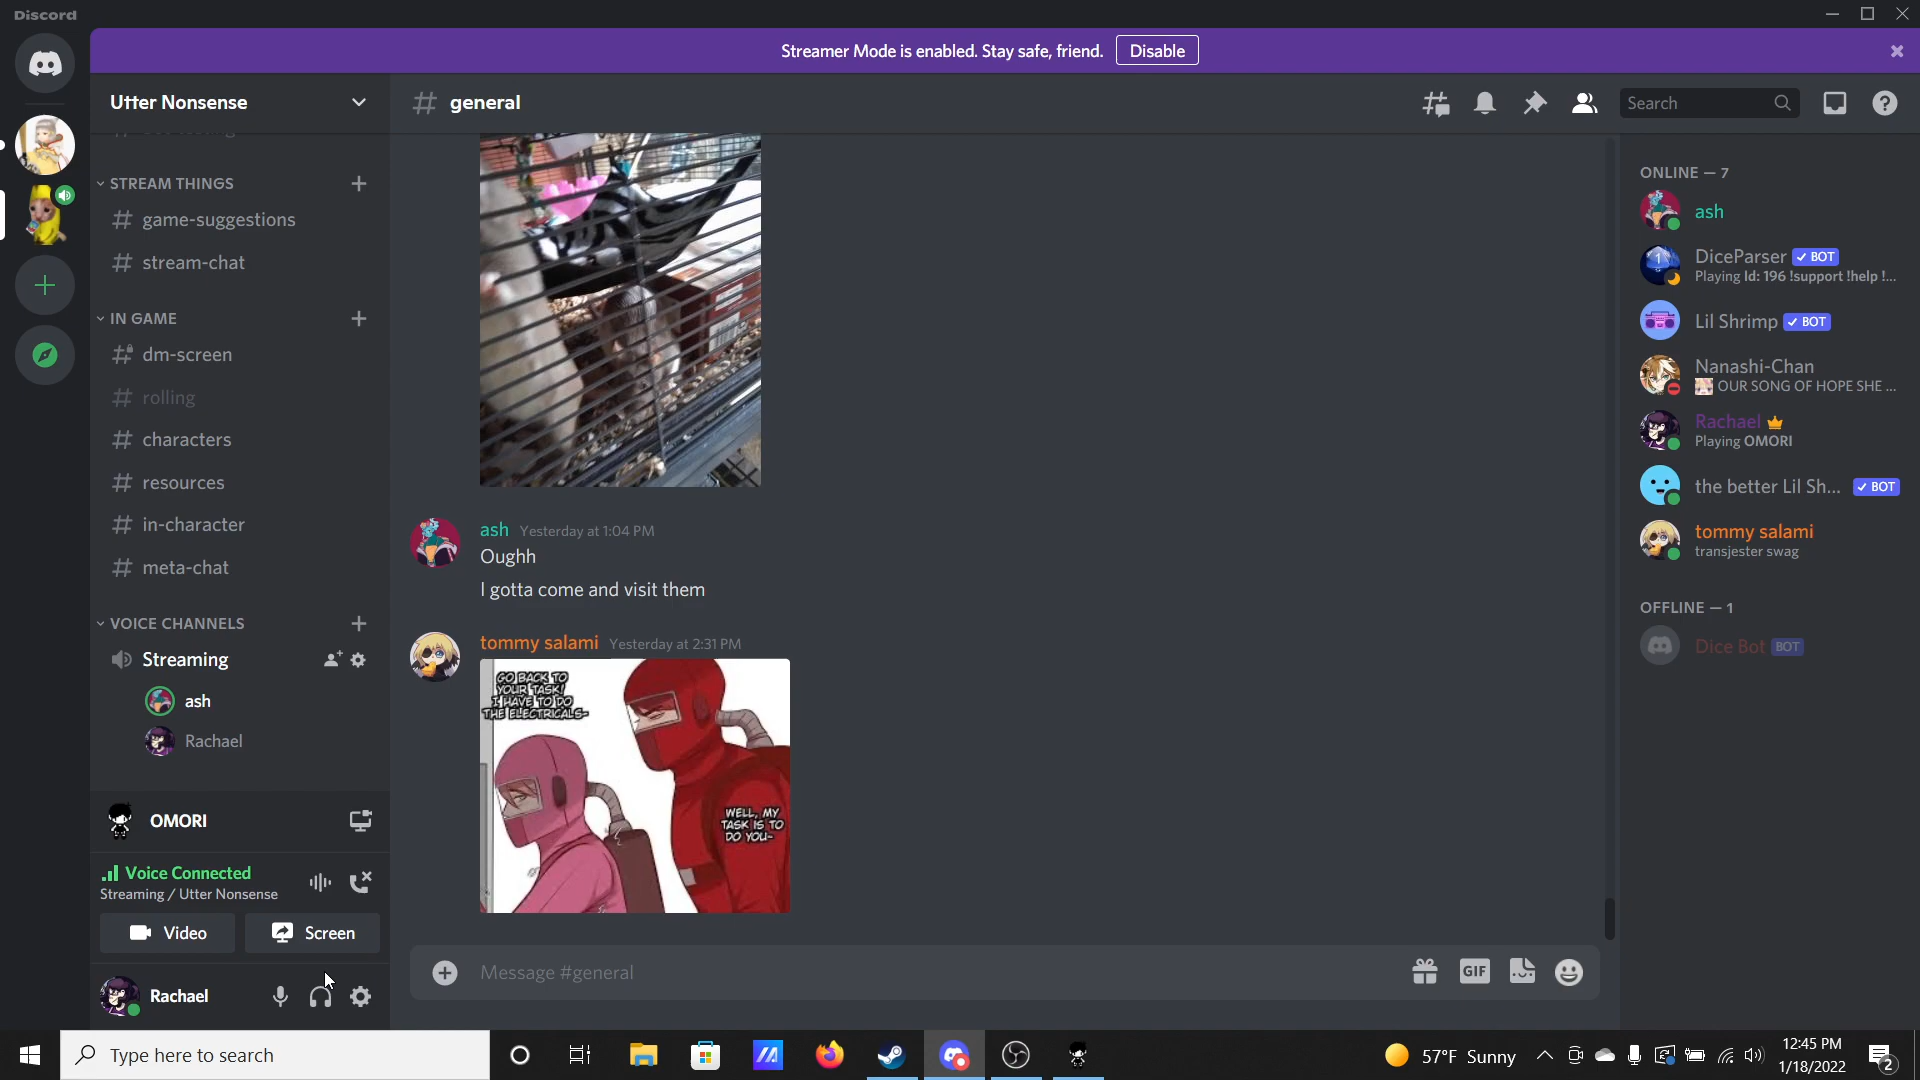 Discord
Streamer Mode is enabled. Stay safe, friend.
Disable
Utter Nonsense
general
Search
STREAM THINGS
game-suggestions
stream-chat
IN GAME
dm-screen
rolling
characters
resources
in-character
meta-chat
VOICE CHANNELS
Streaming
ash
Rachael
OMORI
Voice Connected
Streaming / Utter Nonsense
Video
Screen
Rachael
ash Yesterday at 1:04 PM
Oughh
I gotta come and visit them
tommy salami Yesterday at 2:31 PM
GO BACK TO
YOUR TASK!
I HAVE TO DO
THE ELECTRICALS-
WELL, MY
TASK IS TO
DO YOU-
Message #general
GIF
ONLINE — 7
ash
DiceParser BOT
Playing Id: 196 !support !help !...
Lil Shrimp BOT
Nanashi-Chan
OUR SONG OF HOPE SHE ...
Rachael
Playing OMORI
the better Lil Sh... BOT
tommy salami
transjester swag
OFFLINE — 1
Dice Bot BOT
Type here to search
57°F Sunny
12:45 PM
1/18/2022
2